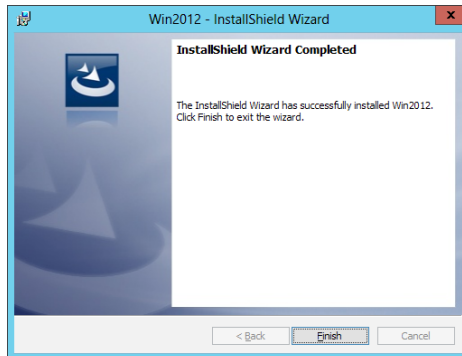 Win2012 - InstallShield Wizard
x
InstallShield Wizard Completed
The InstallShield Wizard has successfully installed Win2012.
Click Finish to exit the wizard.
< Back
Finish
Cancel